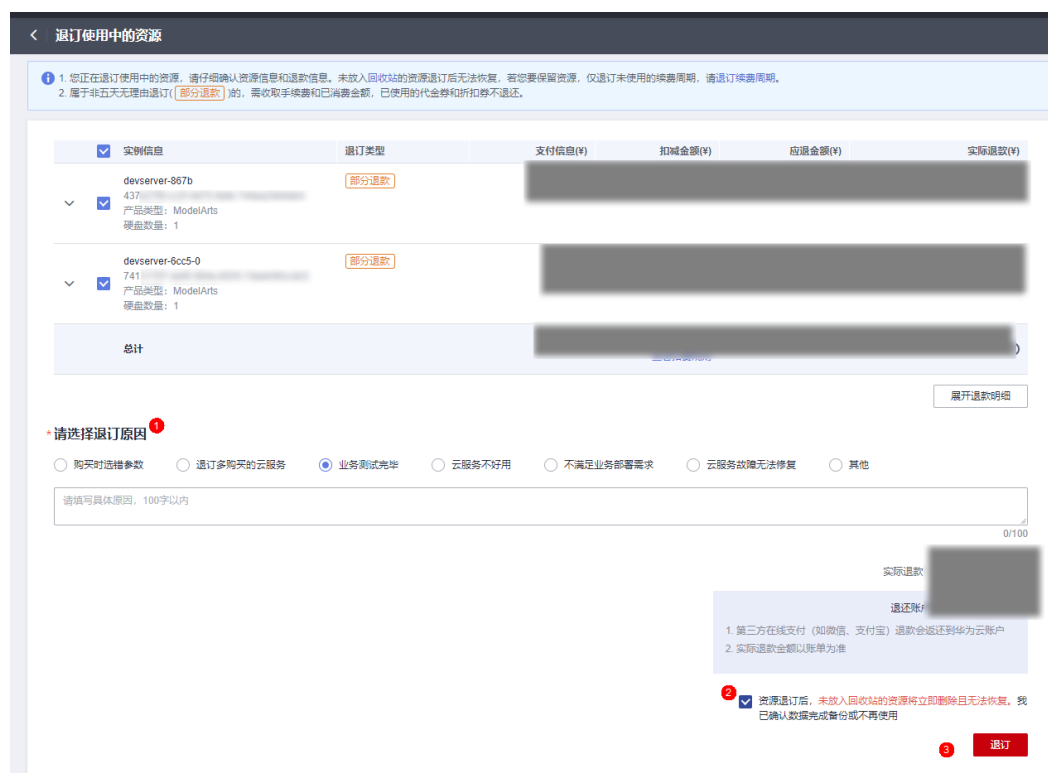 退订使用中的资源
1. 您正在退订使用中的资源，请仔细确认资源信息和退款信息。未放入回收站的资源退订后无法恢复，若您要保留资源，仅退订未使用的续费周期，请退订续费周期。
2. 属于非五天无理由退订( 部分退款 )的，需收取手续费和已消费金额，已使用的代金券和折扣券不退还。
实例信息 退订类型 支付信息(¥) 扣减金额(¥) 应退金额(¥) 实际退款(¥)
devserver-867b 部分退款
437
产品类型：ModelArts
硬盘数量：1
devserver-6cc5-0 部分退款
741
产品类型：ModelArts
硬盘数量：1
总计
展开退款明细
*请选择退订原因 1
购买时选错参数 退订多购买的云服务 业务测试完毕 云服务不好用 不满足业务部署需求 云服务故障无法修复 其他
请填写具体原因，100字以内
0/100
实际退款
退还账户
1. 第三方在线支付（如微信、支付宝）退款会返还到华为云账户
2. 实际退款金额以账单为准
2 资源退订后，未放入回收站的资源将立即删除且无法恢复。我
已确认数据完成备份或不再使用
3 退订